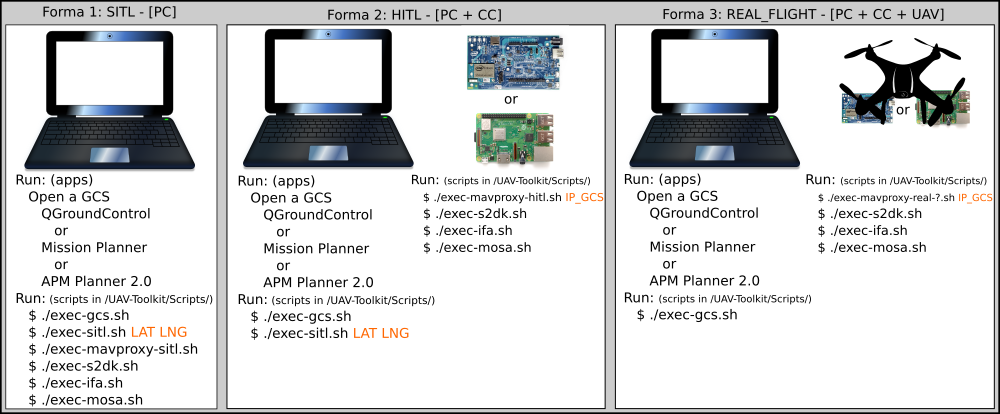 Forma 1: SITL - [PC]
Run: (apps)
Open a GCS
QGroundControl
or
Mission Planner
or
APM Planner 2.0
Run: (scripts in /UAV-Toolkit/Scripts/)
$ ./exec-gcs.sh
$ ./exec-sitl.sh LAT LNG
$ ./exec-mavproxy-sitl.sh
$ ./exec-s2dk.sh
$ ./exec-ifa.sh
$ ./exec-mosa.sh
Forma 2: HITL - [PC + CC]
or
Run: (apps)
Open a GCS
QGroundControl
or
Mission Planner
or
APM Planner 2.0
Run: (scripts in /UAV-Toolkit/Scripts/)
$ ./exec-gcs.sh
$ ./exec-sitl.sh LAT LNG
Run: (scripts in /UAV-Toolkit/Scripts/)
$ ./exec-mavproxy-hitl.sh IP_GCS
$ ./exec-s2dk.sh
$ ./exec-ifa.sh
$ ./exec-mosa.sh
Forma 3: REAL_FLIGHT - [PC + CC + UAV]
or
Run: (apps)
Open a GCS
QGroundControl
or
Mission Planner
or
APM Planner 2.0
Run: (scripts in /UAV-Toolkit/Scripts/)
$ ./exec-gcs.sh
Run: (scripts in /UAV-Toolkit/Scripts/)
$ ./exec-mavproxy-real-?.sh IP_GCS
$ ./exec-s2dk.sh
$ ./exec-ifa.sh
$ ./exec-mosa.sh